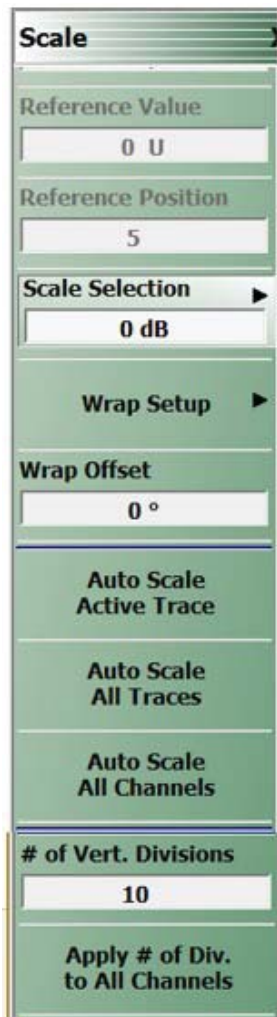 Scale
Reference Value
0 U
Reference Position
5
Scale Selection
0 dB
Wrap Setup
Wrap Offset
0 º
Auto Scale
Active Trace
Auto Scale
All Traces
Auto Scale
All Channels
# of Vert. Divisions
10
Apply # of Div.
to All Channels